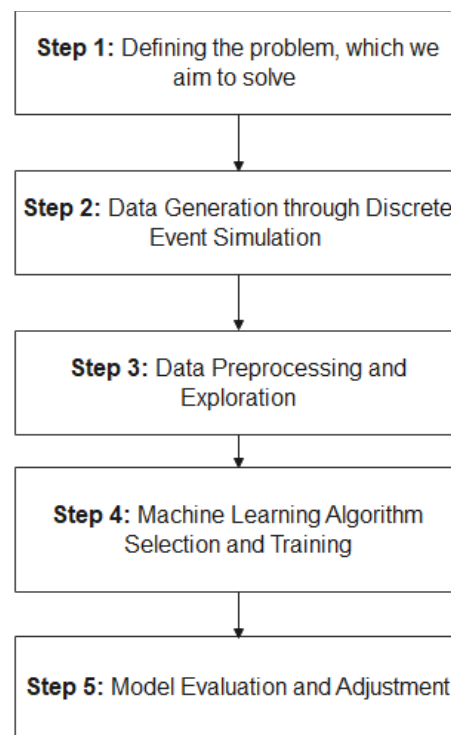 Step 1: Defining the problem, which we
aim to solve
Step 2: Data Generation through Discrete
Event Simulation
Step 3: Data Preprocessing and
Exploration
Step 4: Machine Learning Algorithm
Selection and Training
Step 5: Model Evaluation and Adjustment